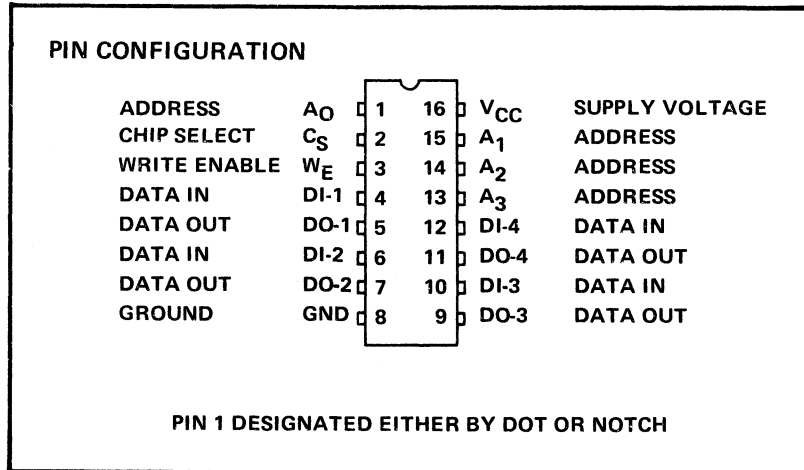 PIN CONFIGURATION
ADDRESS AO 1 16 VCC SUPPLY VOLTAGE
CHIP SELECT CS 2 15 A1 ADDRESS
WRITE ENABLE WE 3 14 A2 ADDRESS
DATA IN DI-1 4 13 A3 ADDRESS
DATA OUT DO-1 5 12 DI-4 DATA IN
DATA IN DI-2 6 11 DO-4 DATA OUT
DATA OUT DO-2 7 10 DI-3 DATA IN
GROUND GND 8 9 DO-3 DATA OUT
PIN 1 DESIGNATED EITHER BY DOT OR NOTCH